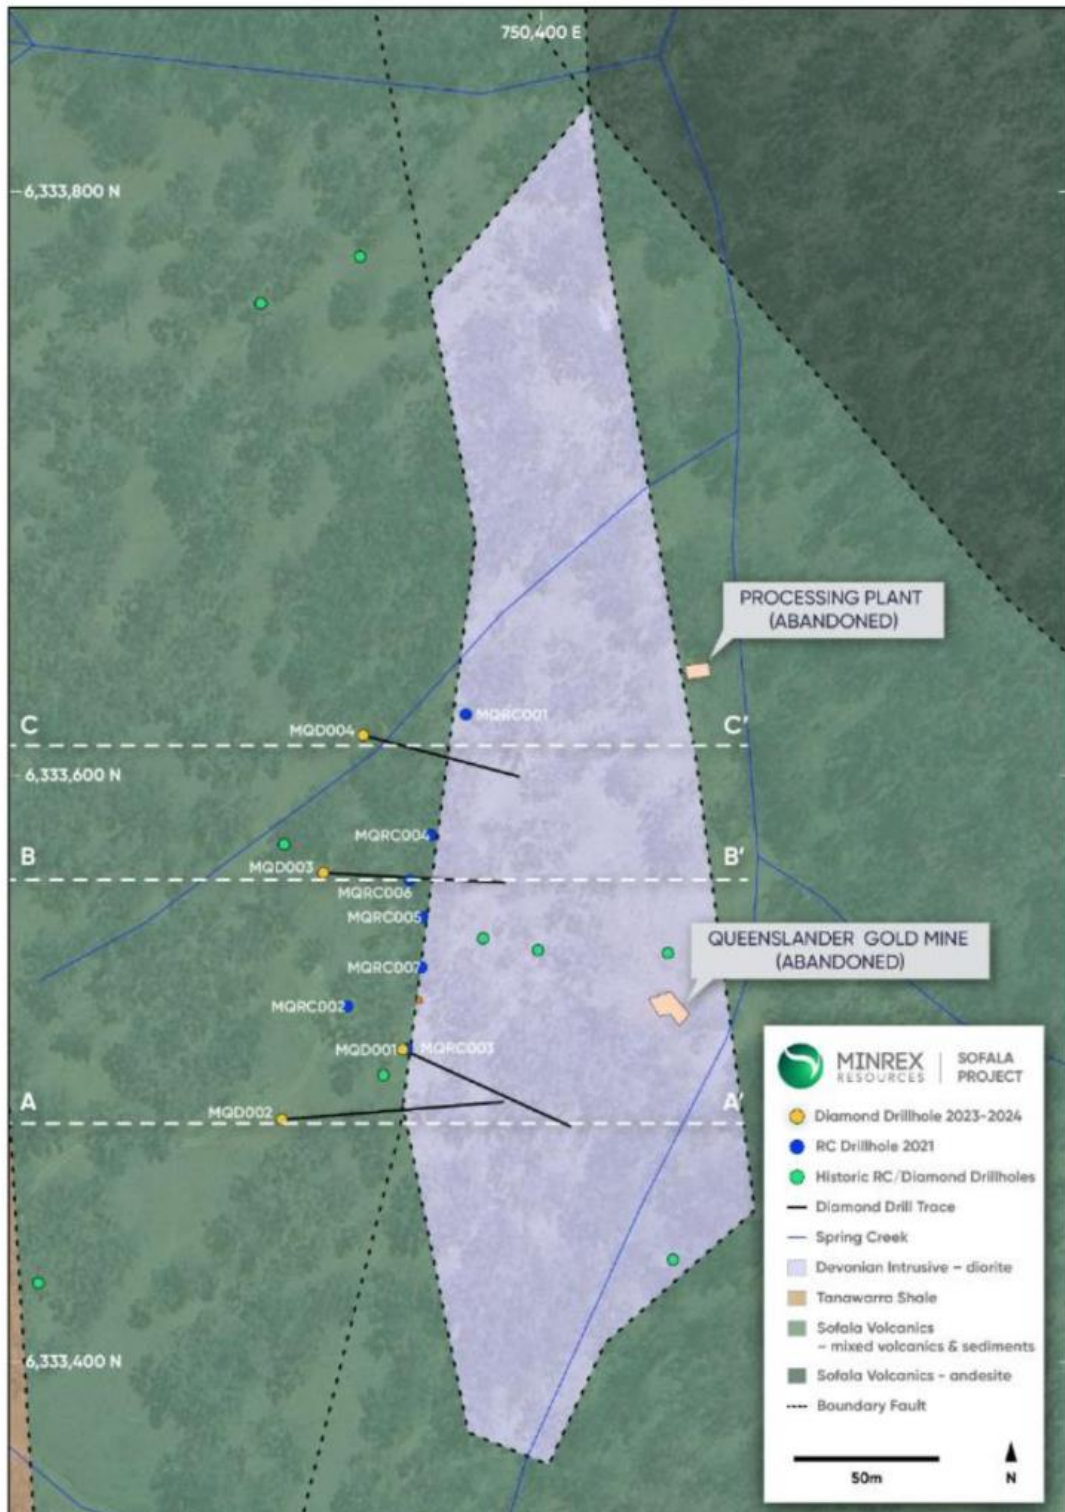 750,400 E
6,333,800 N
PROCESSING PLANT
(ABANDONED)
C
MQD004
MQRC001
C'
6,333,600 N
MQRC004
B
MQD003
B'
MQRC006
MQRC005
QUEENSLANDER GOLD MINE
(ABANDONED)
MQRC007
MQRC002
MQD001
MQRC003
A
MQD002
A'
6,333,400 N
MINREX
RESOURCES
SOFALA
PROJECT
Diamond Drillhole 2023-2024
RC Drillhole 2021
Historic RC/Diamond Drillholes
Diamond Drill Trace
Spring Creek
Devonian Intrusive – diorite
Tanawarra Shale
Sofala Volcanics
– mixed volcanics & sediments
Sofala Volcanics - andesite
Boundary Fault
50m
N